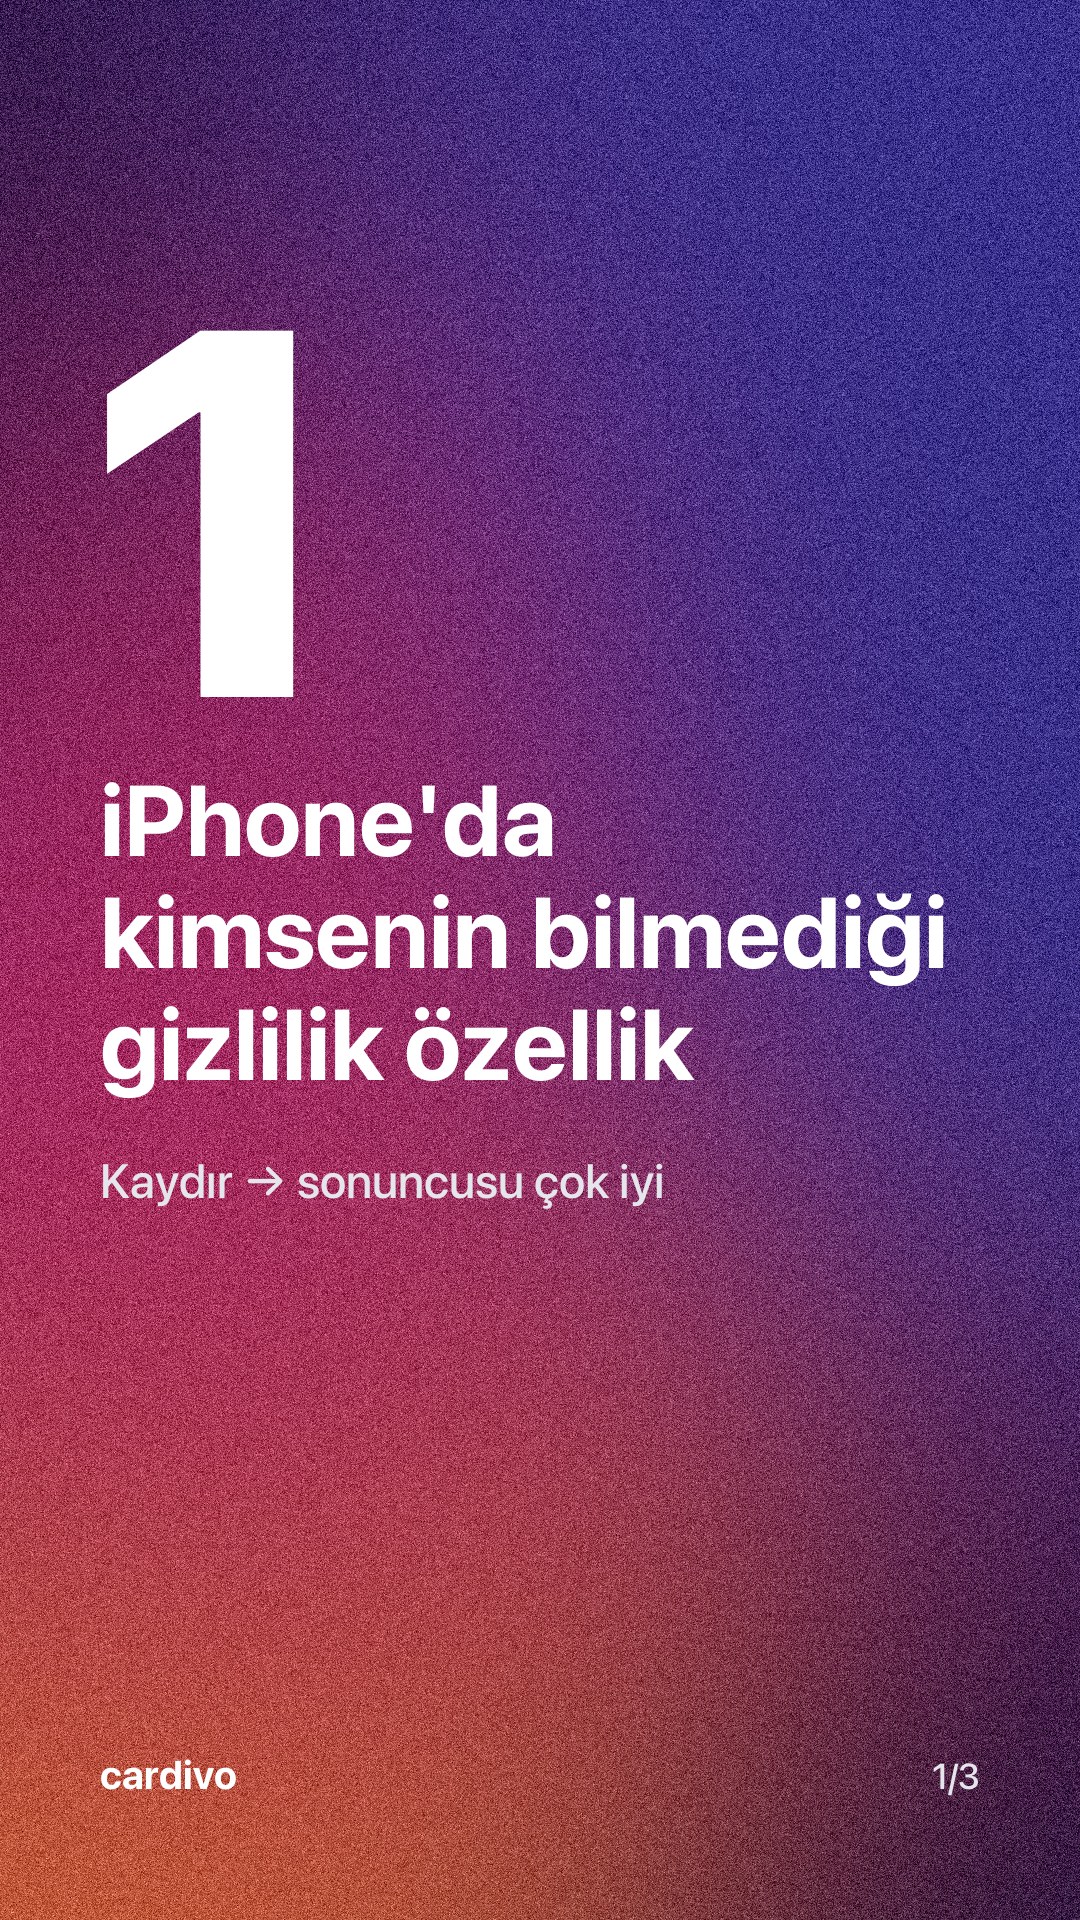 1
iPhone'da
kimsenin bilmediği
gizlilik özellik
Kaydır → sonuncusu çok iyi
cardivo
1/3